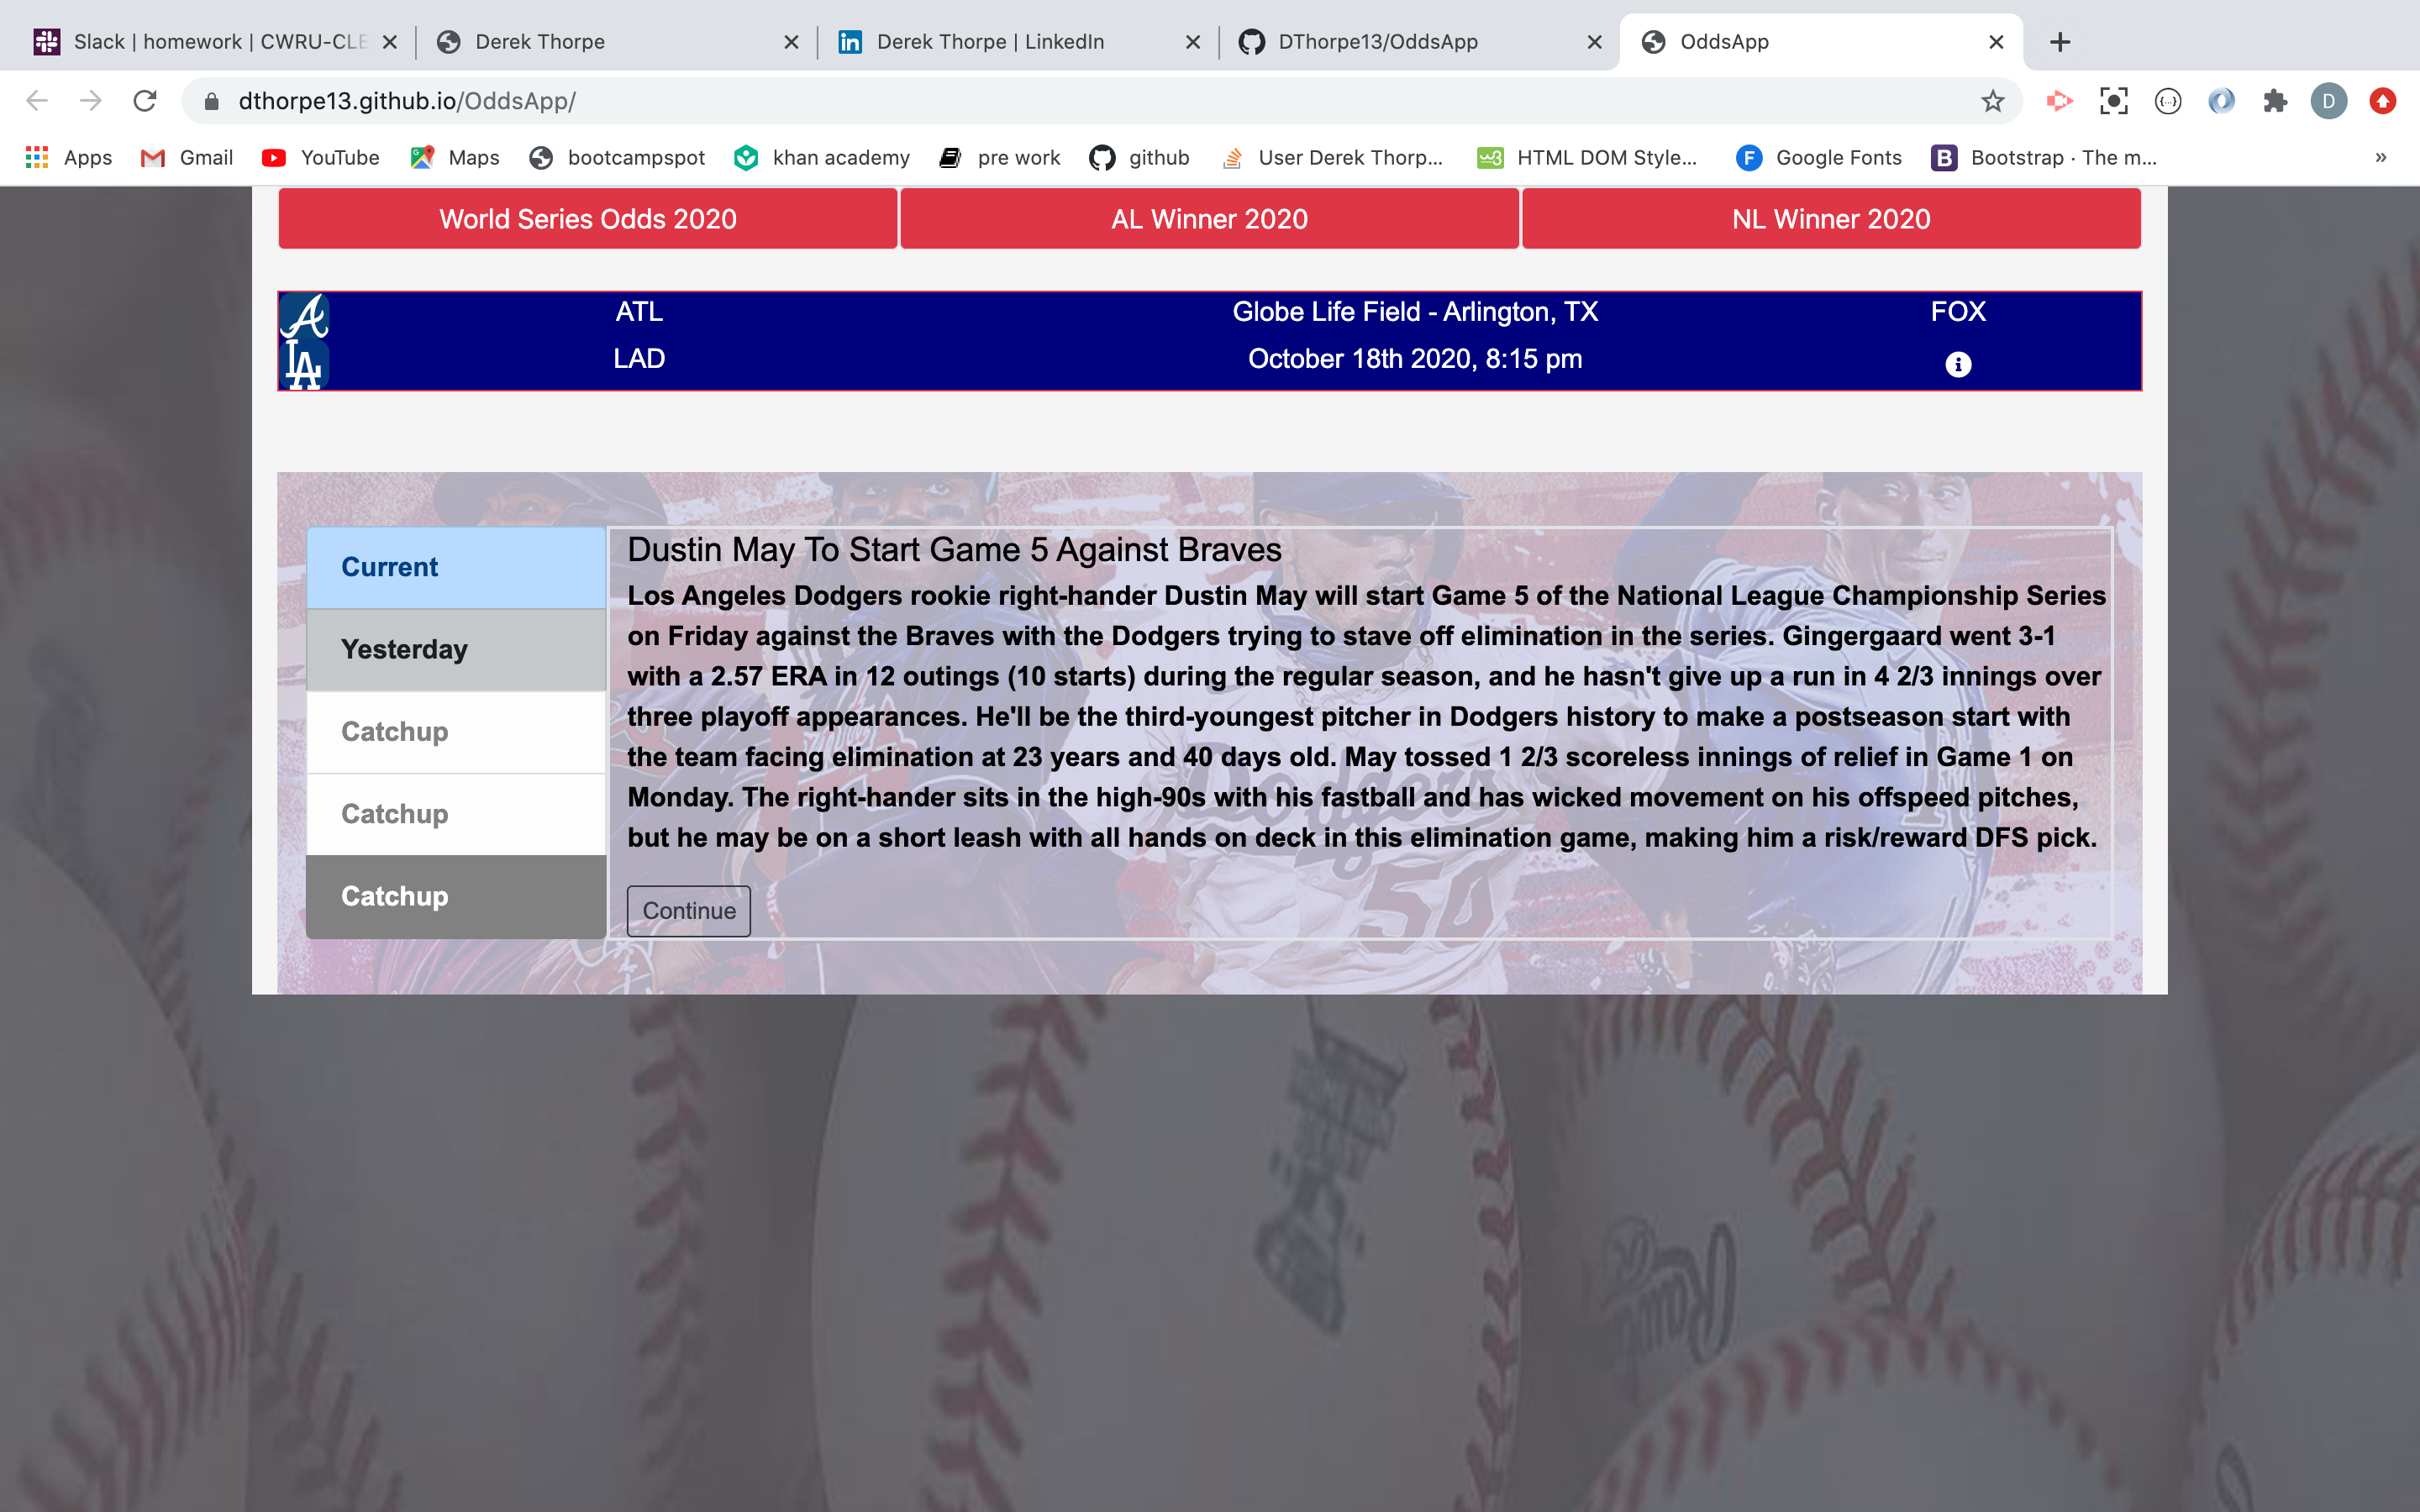 Slack | homework | CWRU-CLE
Derek Thorpe
Derek Thorpe | LinkedIn
DThorpe13/OddsApp
OddsApp
dthorpe13.github.io/OddsApp/
D
Apps
Gmail
YouTube
Maps
bootcampspot
khan academy
pre work
github
User Derek Thorp...
HTML DOM Style...
Google Fonts
Bootstrap · The m...
»
World Series Odds 2020
AL Winner 2020
NL Winner 2020
ATL
Globe Life Field - Arlington, TX
FOX
LAD
October 18th 2020, 8:15 pm
Current
Yesterday
Catchup
Catchup
Catchup
Dustin May To Start Game 5 Against Braves
Los Angeles Dodgers rookie right-hander Dustin May will start Game 5 of the National League Championship Series
on Friday against the Braves with the Dodgers trying to stave off elimination in the series. Gingergaard went 3-1
with a 2.57 ERA in 12 outings (10 starts) during the regular season, and he hasn't give up a run in 4 2/3 innings over
three playoff appearances. He'll be the third-youngest pitcher in Dodgers history to make a postseason start with
the team facing elimination at 23 years and 40 days old. May tossed 1 2/3 scoreless innings of relief in Game 1 on
Monday. The right-hander sits in the high-90s with his fastball and has wicked movement on his offspeed pitches,
but he may be on a short leash with all hands on deck in this elimination game, making him a risk/reward DFS pick.
Continue
Dodgers
50